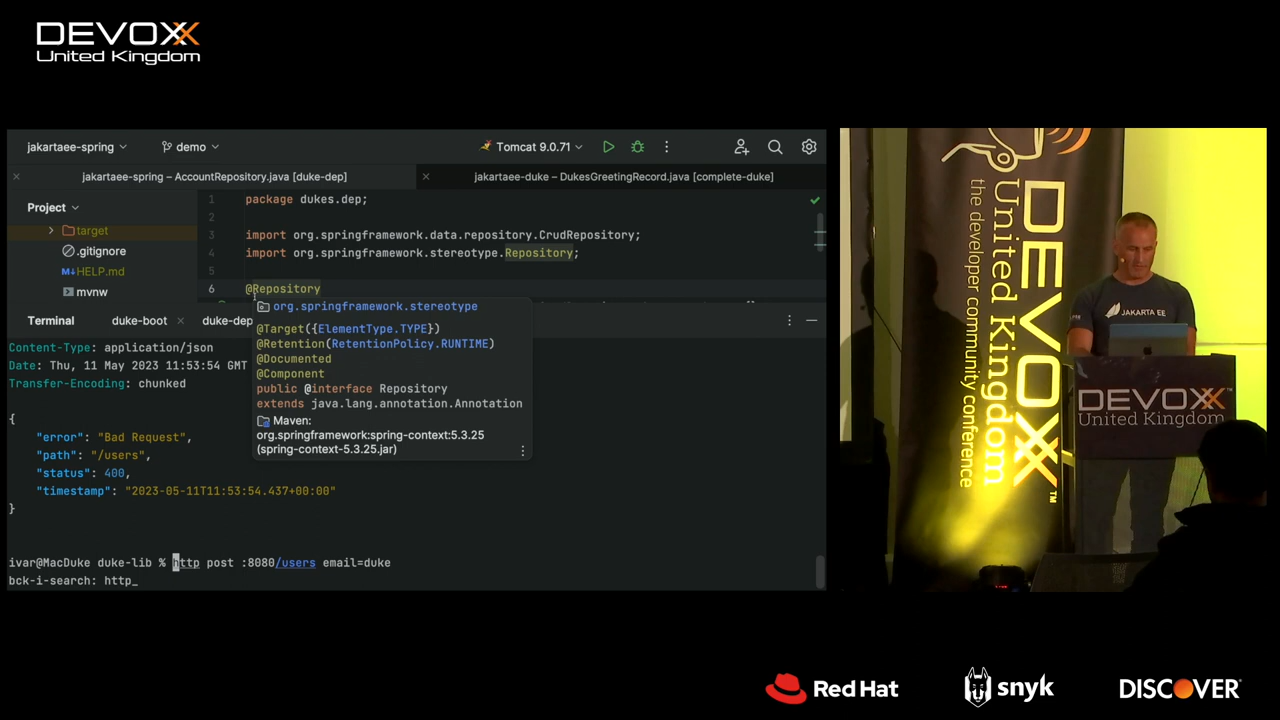 DEVOXX
United Kingdom
jakartaee-spring
demo
Tomcat 9.0.71
jakartaee-spring – AccountRepository.java [duke-dep]
jakartaee-duke – DukesGreetingRecord.java [complete-duke]
Project
target
.gitignore
M↓ HELP.md
mvnw
1 package dukes.dep;
2
3 import org.springframework.data.repository.CrudRepository;
4 import org.springframework.stereotype.Repository;
5
6 @Repository
org.springframework.stereotype
@Target({ElementType.TYPE})
@Retention(RetentionPolicy.RUNTIME)
@Documented
@Component
public @interface Repository
extends java.lang.annotation.Annotation
Maven:
org.springframework:spring-context:5.3.25
(spring-context-5.3.25.jar)
Terminal
duke-boot
duke-dep
Content-Type: application/json
Date: Thu, 11 May 2023 11:53:54 GMT
Transfer-Encoding: chunked
{
"error": "Bad Request",
"path": "/users",
"status": 400,
"timestamp": "2023-05-11T11:53:54.437+00:00"
}
ivar@MacDuke duke-lib % http post :8080/users email=duke
bck-i-search: http_
DEVOXX™
United Kingdom
the developer community conference
JAKARTA EE
DEVOXX™
United Kingdom
Red Hat
snyk
DISCOVER